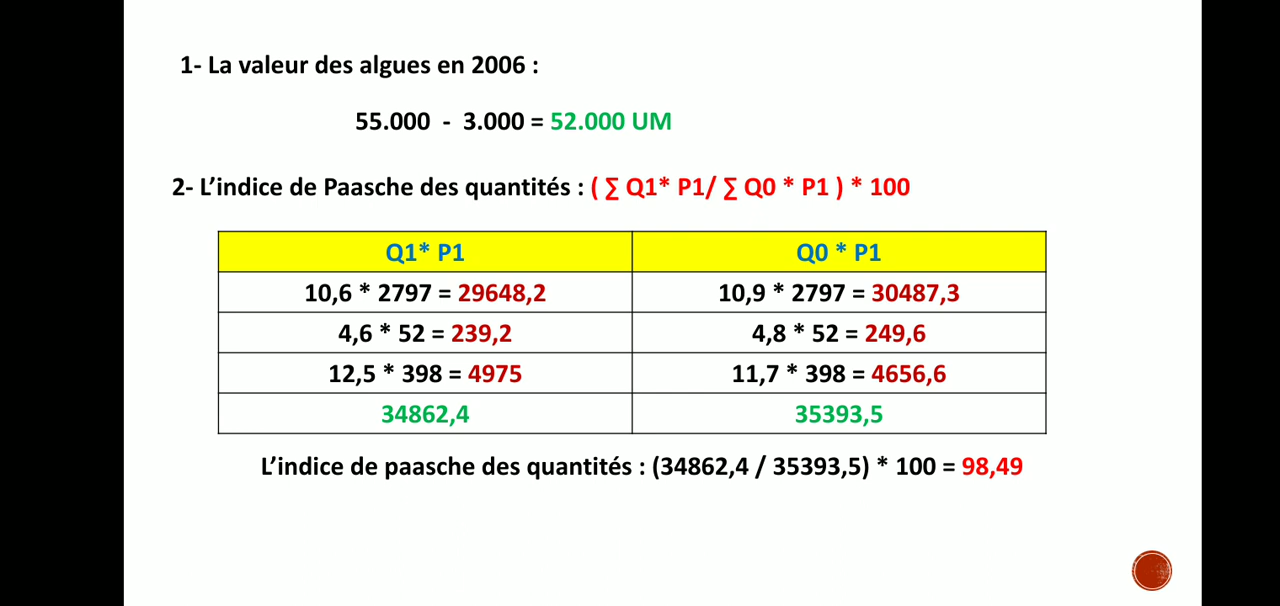 1- La valeur des algues en 2006 :
55.000 - 3.000 = 52.000 UM
2- L’indice de Paasche des quantités : ( ∑ Q1* P1/ ∑ Q0 * P1 ) * 100
Q1* P1 Q0 * P1
10,6 * 2797 = 29648,2 10,9 * 2797 = 30487,3
4,6 * 52 = 239,2 4,8 * 52 = 249,6
12,5 * 398 = 4975 11,7 * 398 = 4656,6
34862,4 35393,5
L’indice de paasche des quantités : (34862,4 / 35393,5) * 100 = 98,49